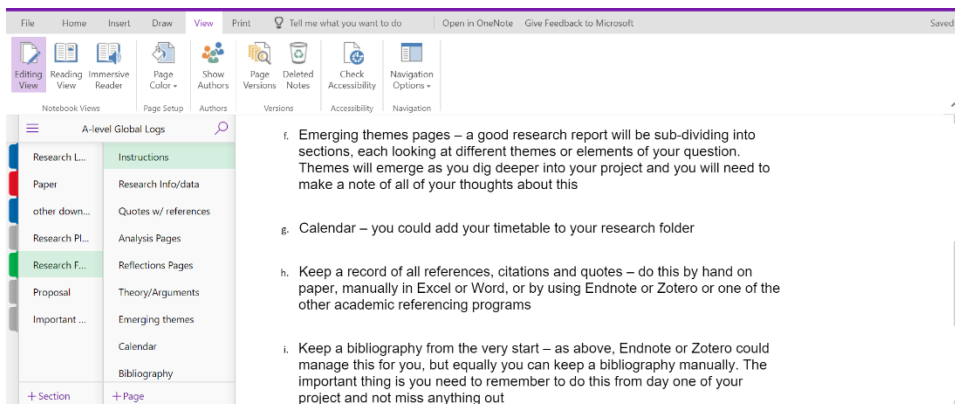 File Home Insert Draw View Print Tell me what you want to do Open in OneNote Give Feedback to Microsoft Saved
Editing View
Reading View
Immersive Reader
Page Color
Show Authors
Page Versions
Deleted Notes
Check Accessibility
Navigation Options
Notebook Views Page Setup Authors Versions Accessibility Navigation
A-level Global Logs
Research L...
Paper
other down...
Research Pl...
Research F...
Proposal
Important ...
+ Section
Instructions
Research Info/data
Quotes w/ references
Analysis Pages
Reflections Pages
Theory/Arguments
Emerging themes
Calendar
Bibliography
+ Page
f. Emerging themes pages – a good research report will be sub-dividing into
sections, each looking at different themes or elements of your question.
Themes will emerge as you dig deeper into your project and you will need to
make a note of all of your thoughts about this
g. Calendar – you could add your timetable to your research folder
h. Keep a record of all references, citations and quotes – do this by hand on
paper, manually in Excel or Word, or by using Endnote or Zotero or one of the
other academic referencing programs
i. Keep a bibliography from the very start – as above, Endnote or Zotero could
manage this for you, but equally you can keep a bibliography manually. The
important thing is you need to remember to do this from day one of your
project and not miss anything out